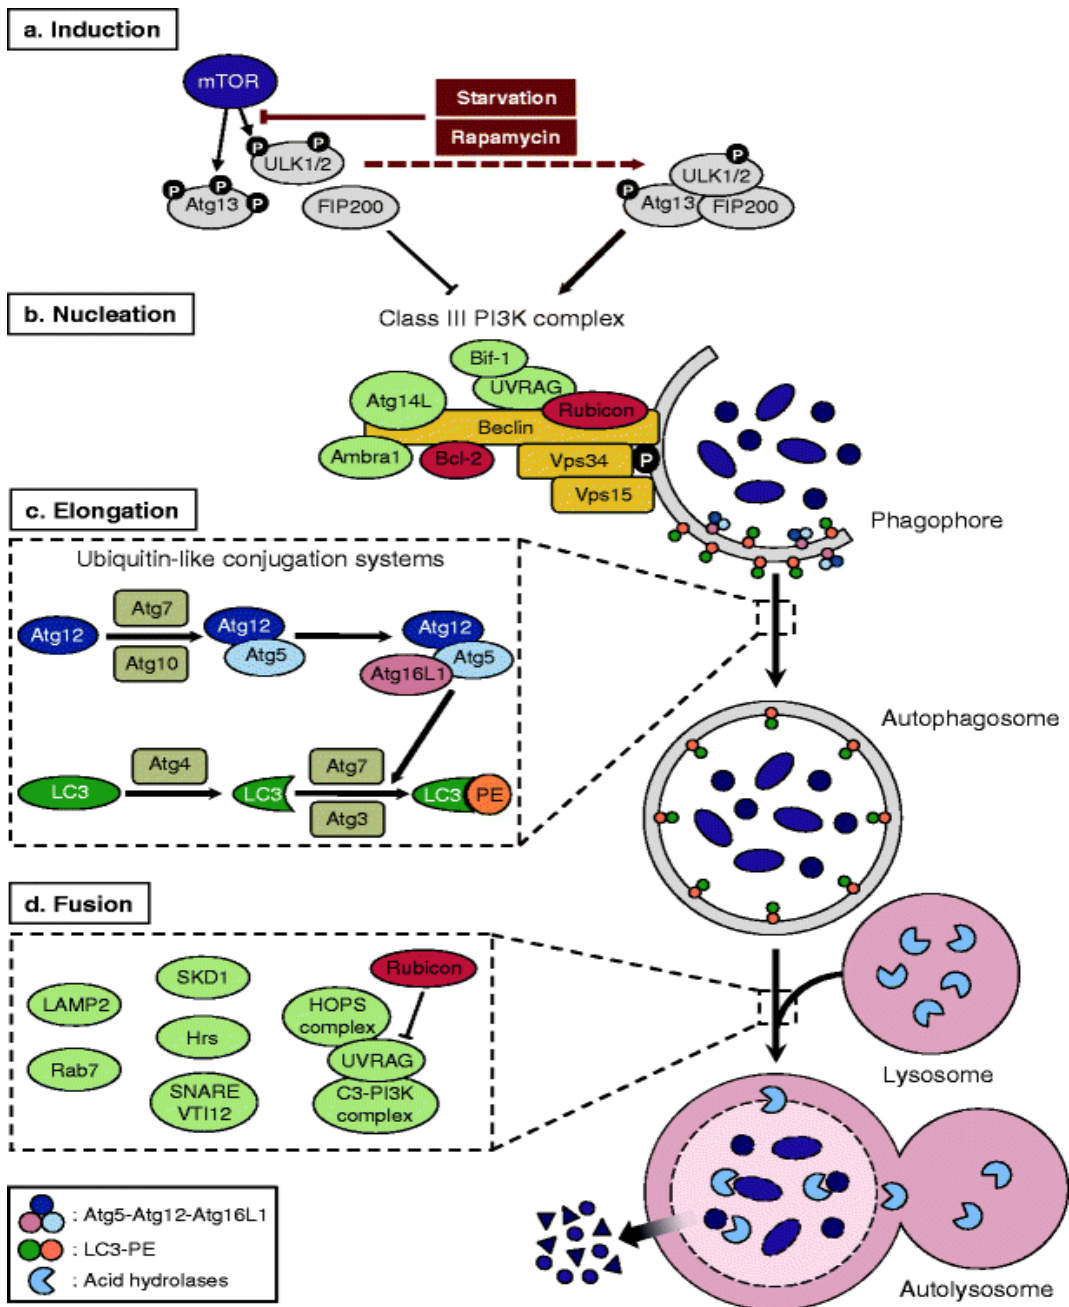 a. Induction
mTOR
Starvation
Rapamycin
P
P
ULK1/2
P
P
P
Atg13
FIP200
P
ULK1/2
P
Atg13
FIP200
b. Nucleation
Class III PI3K complex
Bif-1
UVRAG
Atg14L
Rubicon
Beclin
Ambra1
Bcl-2
Vps34
P
Vps15
Phagophore
c. Elongation
Ubiquitin-like conjugation systems
Atg7
Atg12
Atg10
Atg12
Atg5
Atg12
Atg5
Atg16L1
Atg4
LC3
LC3
Atg7
Atg3
LC3
PE
Autophagosome
d. Fusion
SKD1
LAMP2
Hrs
Rab7
SNARE
VTI12
Rubicon
HOPS
complex
UVRAG
C3-PI3K
complex
Lysosome
Autolysosome
: Atg5-Atg12-Atg16L1
: LC3-PE
: Acid hydrolases